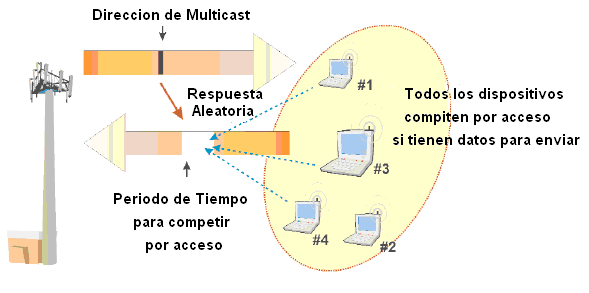 Direccion de Multicast
Respuesta
Aleatoria
#1
Todos los dispositivos
compiten por acceso
si tienen datos para enviar
#3
Periodo de Tiempo
para competir
por acceso
#4
#2